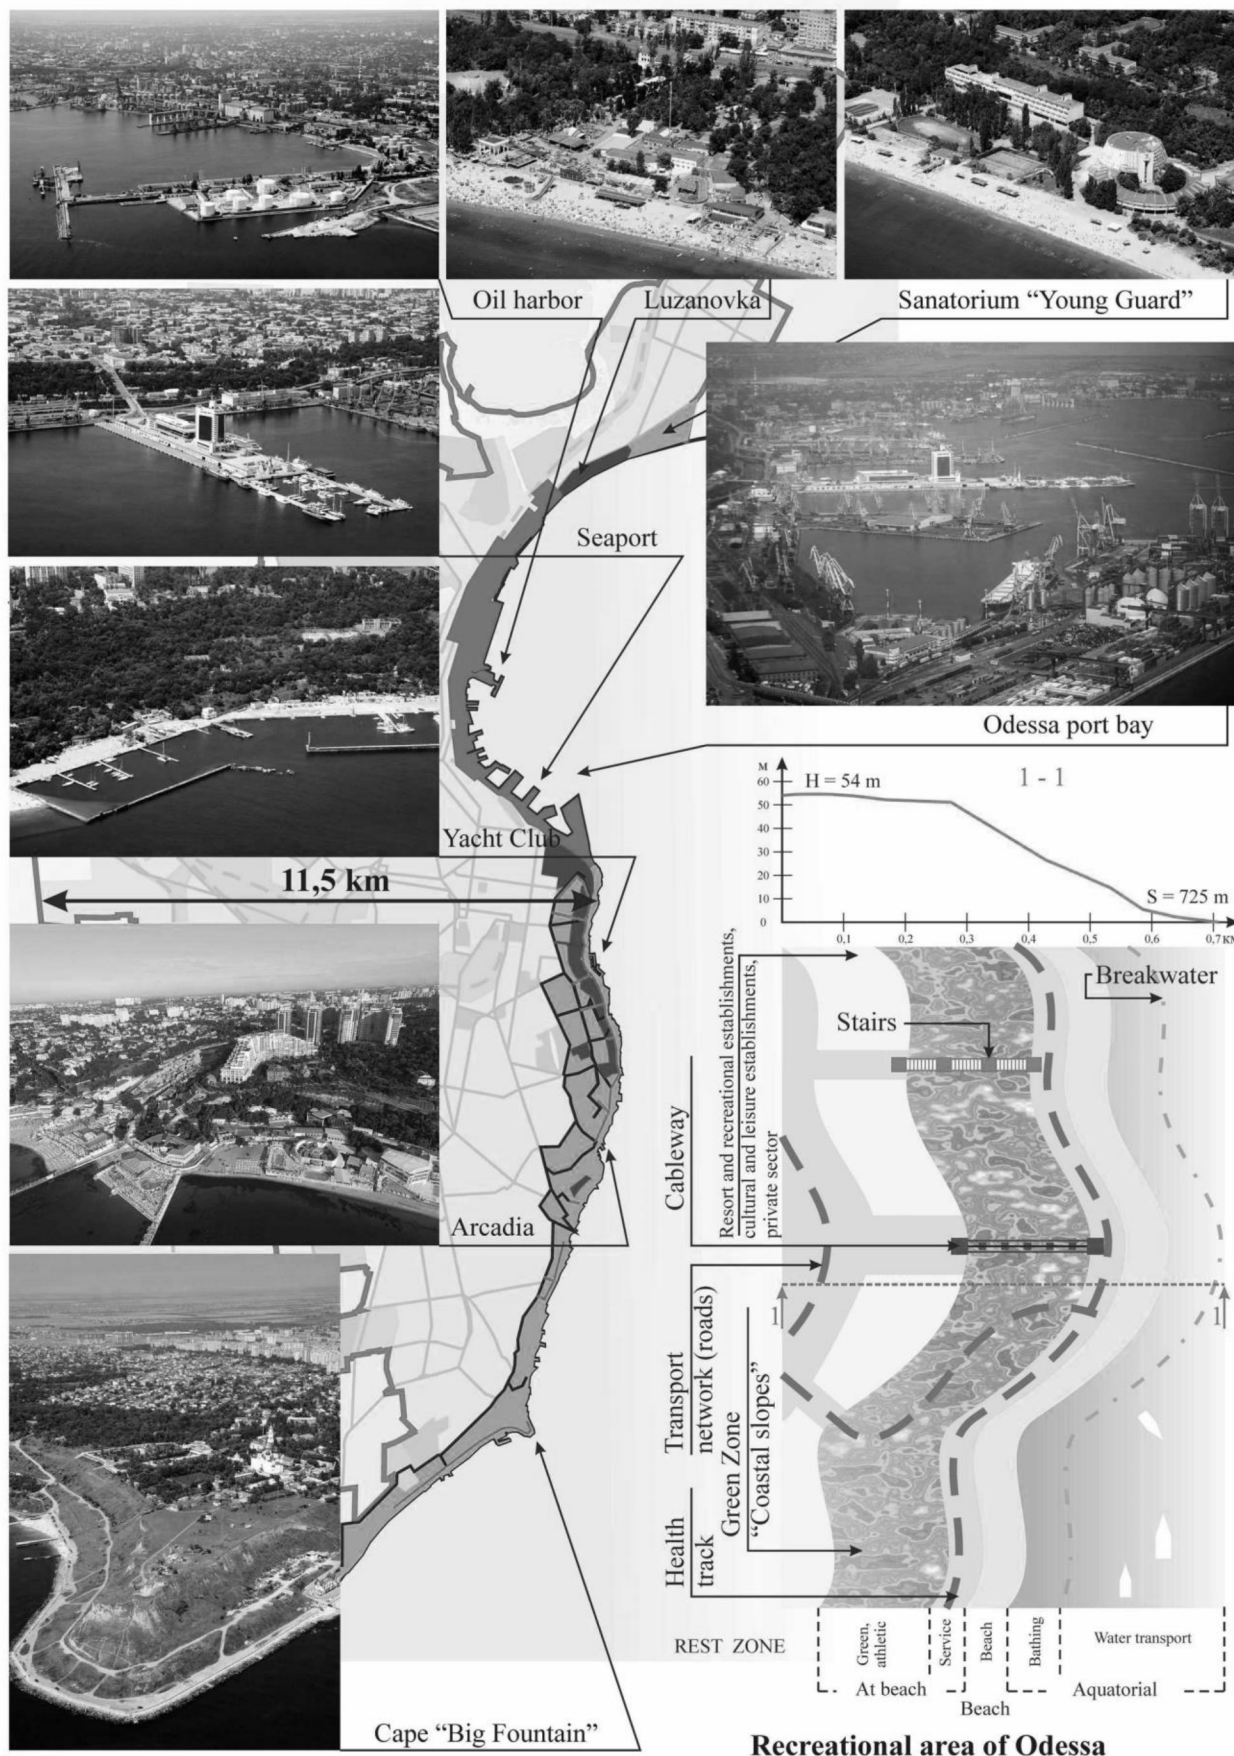 Oil harbor
Luzanovka
Sanatorium “Young Guard”
Seaport
Odessa port bay
Yacht Club
11,5 km
Arcadia
Cape “Big Fountain”
м
60
50
40
30
20
10
0
H = 54 m
1 - 1
S = 725 m
0,1
0,2
0,3
0,4
0,5
0,6
0,7 км
Resort and recreational establishments,
cultural and leisure establishments,
private sector
Breakwater
Stairs
Cableway
Transport
network (roads)
Green Zone
“Coastal slopes”
Health
track
1
1
REST ZONE
Green,
athletic
Service
Beach
Bathing
Water transport
At beach
Beach
Aquatorial
Recreational area of Odessa